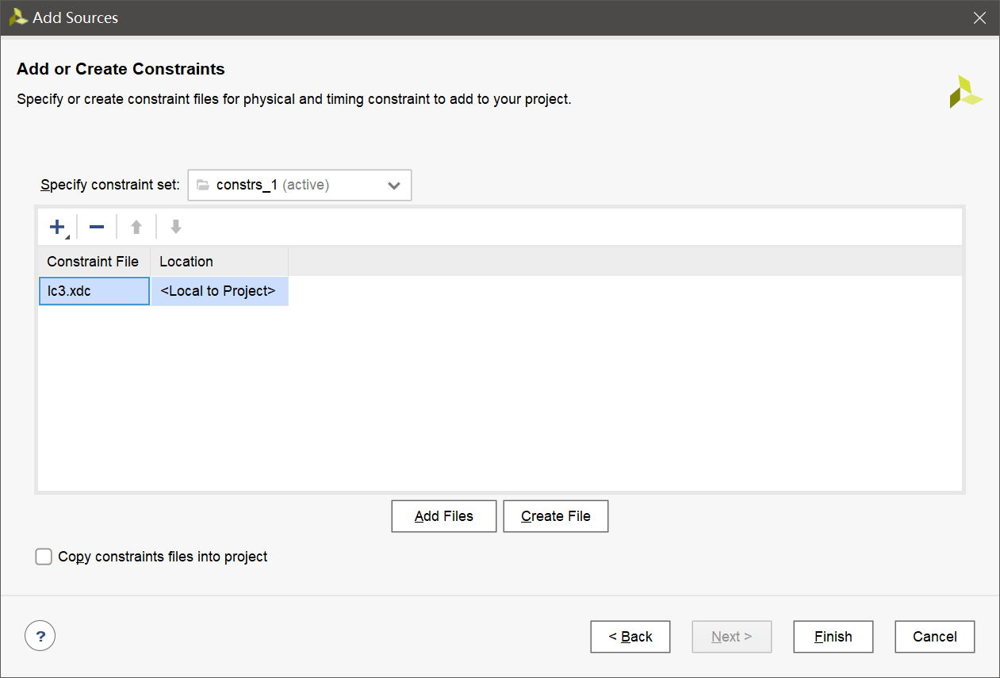 Add Sources
Add or Create Constraints
Specify or create constraint files for physical and timing constraint to add to your project.
Specify constraint set: constrs_1 (active)
Constraint File Location
lc3.xdc <Local to Project>
Add Files Create File
Copy constraints files into project
? < Back Next > Finish Cancel